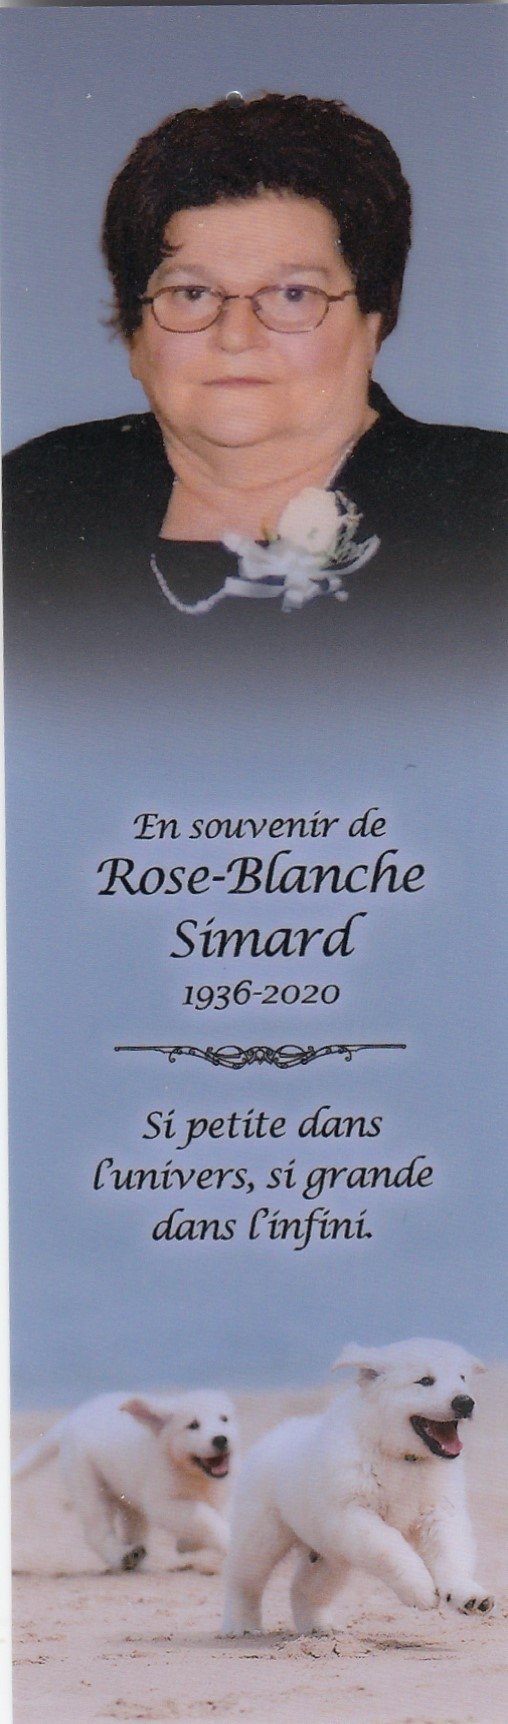 En souvenir de
Rose-Blanche
Simard
1936-2020
Si petite dans
l'univers, si grande
dans l'infini.